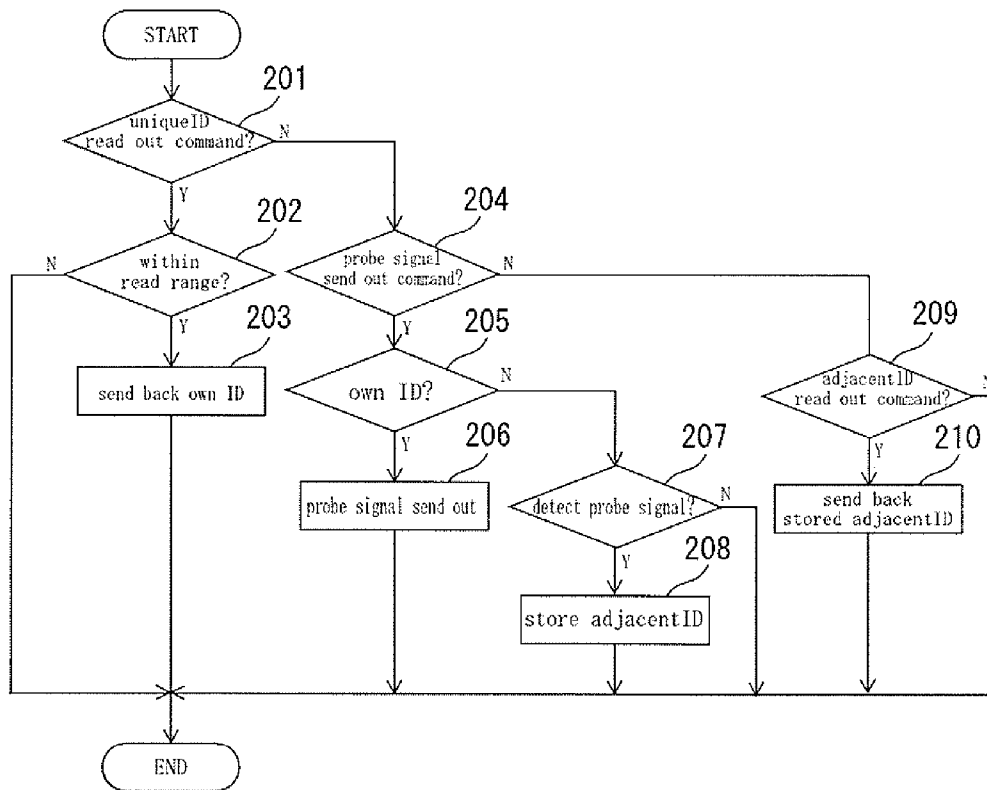 START
201
uniqueID
read out command?
N
Y
202
204
N
within
read range?
probe signal
send out command?
N
Y
203
Y
205
209
send back own ID
own ID?
N
adjacentID
read out command?
N
Y
206
207
Y
210
probe signal send out
detect probe signal?
N
send back
stored adjacentID
Y
208
store adjacentID
END